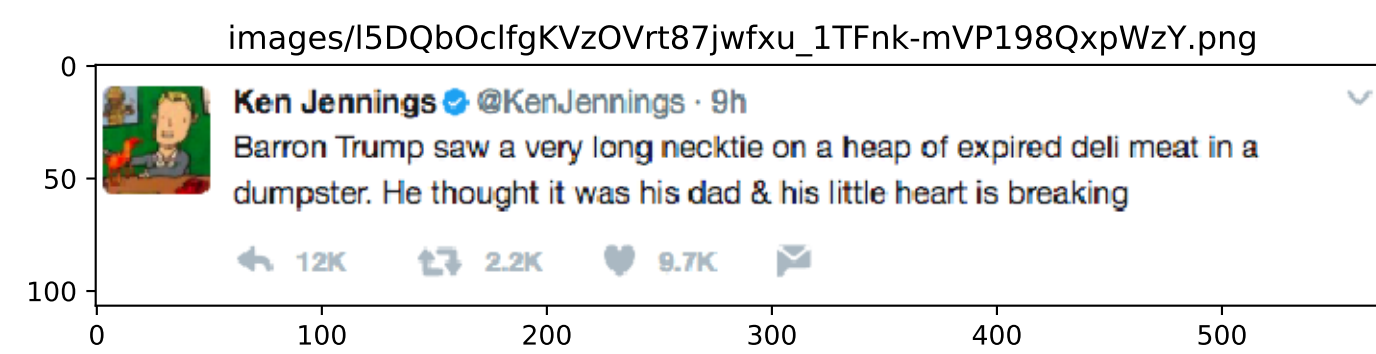 images/l5DQbOclfgKVzOVrt87jwfxu_1TFnk-mVP198QxpWzY.png
0
Ken Jennings @KenJennings · 9h
Barron Trump saw a very long necktie on a heap of expired deli meat in a
50
dumpster. He thought it was his dad & his little heart is breaking
12K 2.2K 9.7K
100
0 100 200 300 400 500